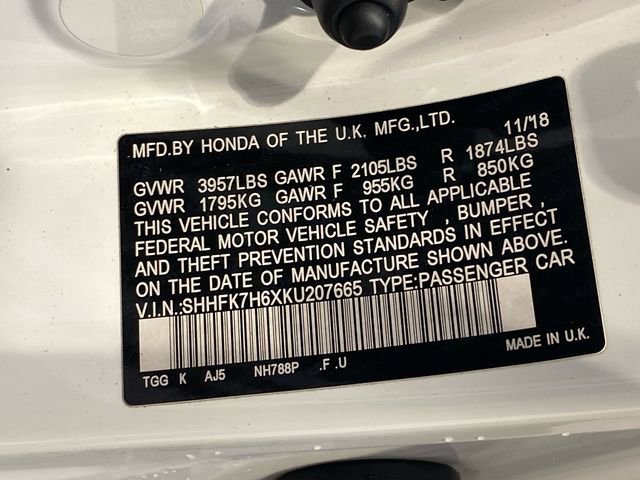 MFD.BY HONDA OF THE U.K. MFG.,LTD. 11/18
GVWR 3957LBS GAWR F 2105LBS R 1874LBS
GVWR 1795KG GAWR F 955KG R 850KG
THIS VEHICLE CONFORMS TO ALL APPLICABLE
FEDERAL MOTOR VEHICLE SAFETY , BUMPER ,
AND THEFT PREVENTION STANDARDS IN EFFECT
ON THE DATE OF MANUFACTURE SHOWN ABOVE.
V.I.N.:SHHFK7H6XKU207665 TYPE:PASSENGER CAR
TGG K AJ5 NH788P .F .U MADE IN U.K.